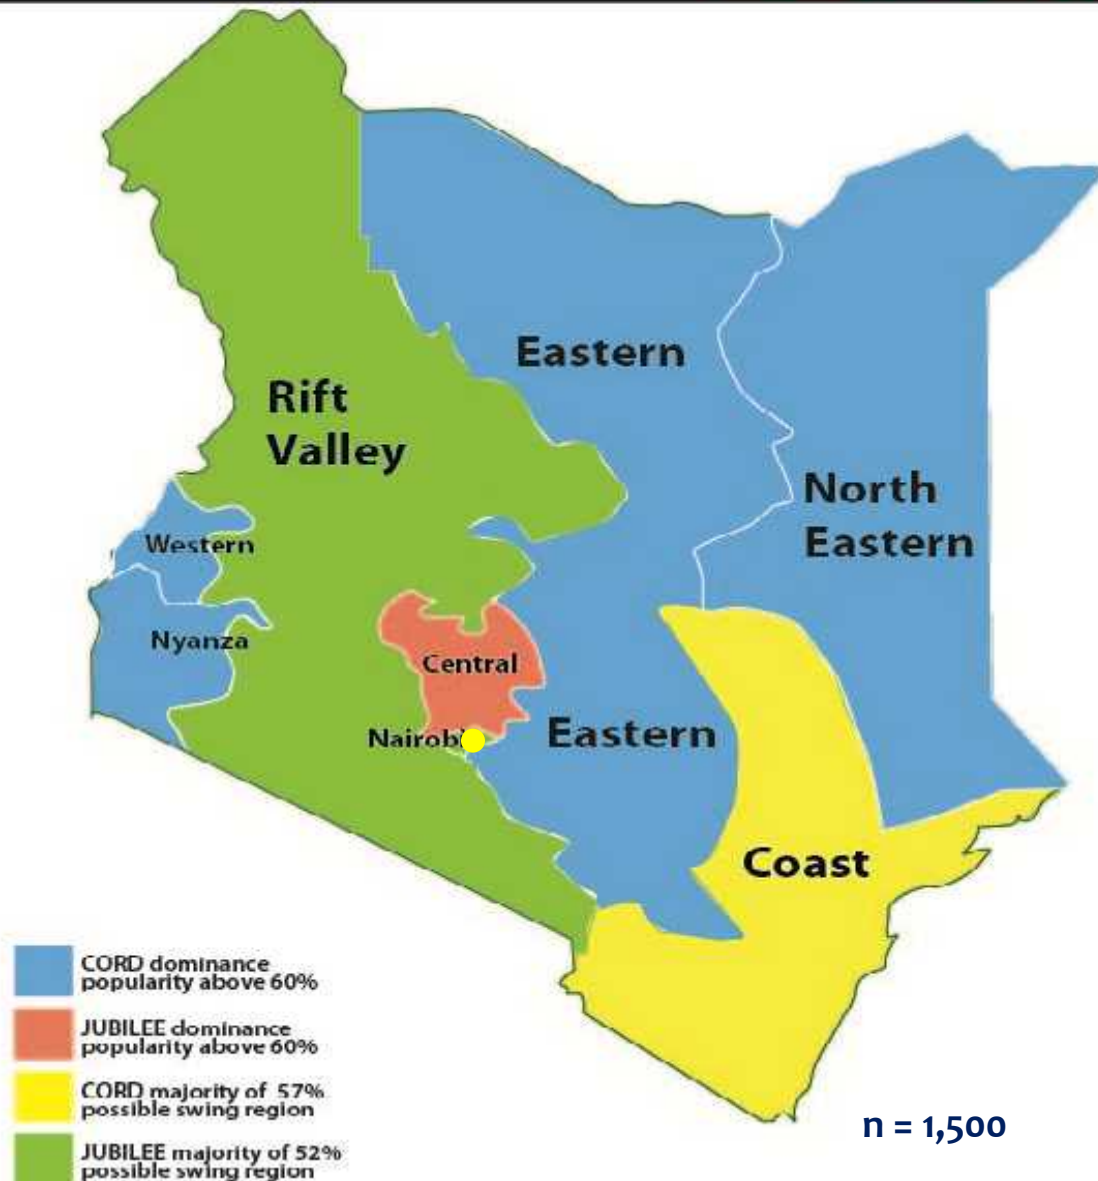 Eastern
Rift
Valley
North
Eastern
Western
Nyanza
Central
Nairobi
Eastern
Coast
CORD dominance
popularity above 60%
JUBILEE dominance
popularity above 60%
CORD majority of 57%
possible swing region
JUBILEE majority of 52%
possible swing region
n = 1,500